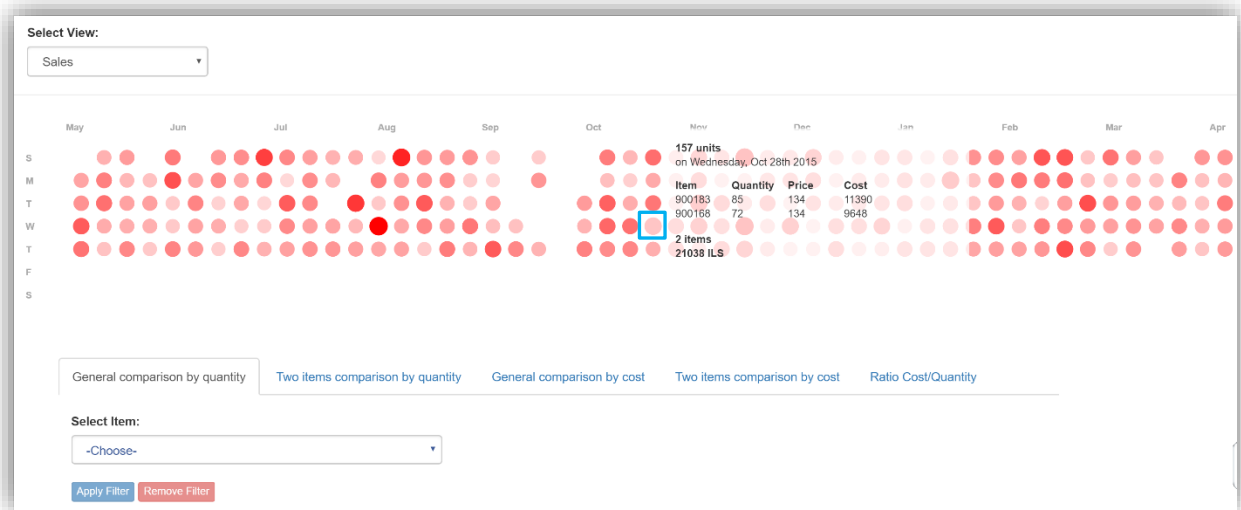 Select View:
Sales
May Jun Jul Aug Sep Oct Nov Dec Jan Feb Mar Apr
S
M
T
W
T
F
S
157 units
on Wednesday, Oct 28th 2015
Item Quantity Price Cost
900183 85 134 11390
900168 72 134 9648
2 items
21038 ILS
General comparison by quantity Two items comparison by quantity General comparison by cost Two items comparison by cost Ratio Cost/Quantity
Select Item:
-Choose-
Apply Filter Remove Filter